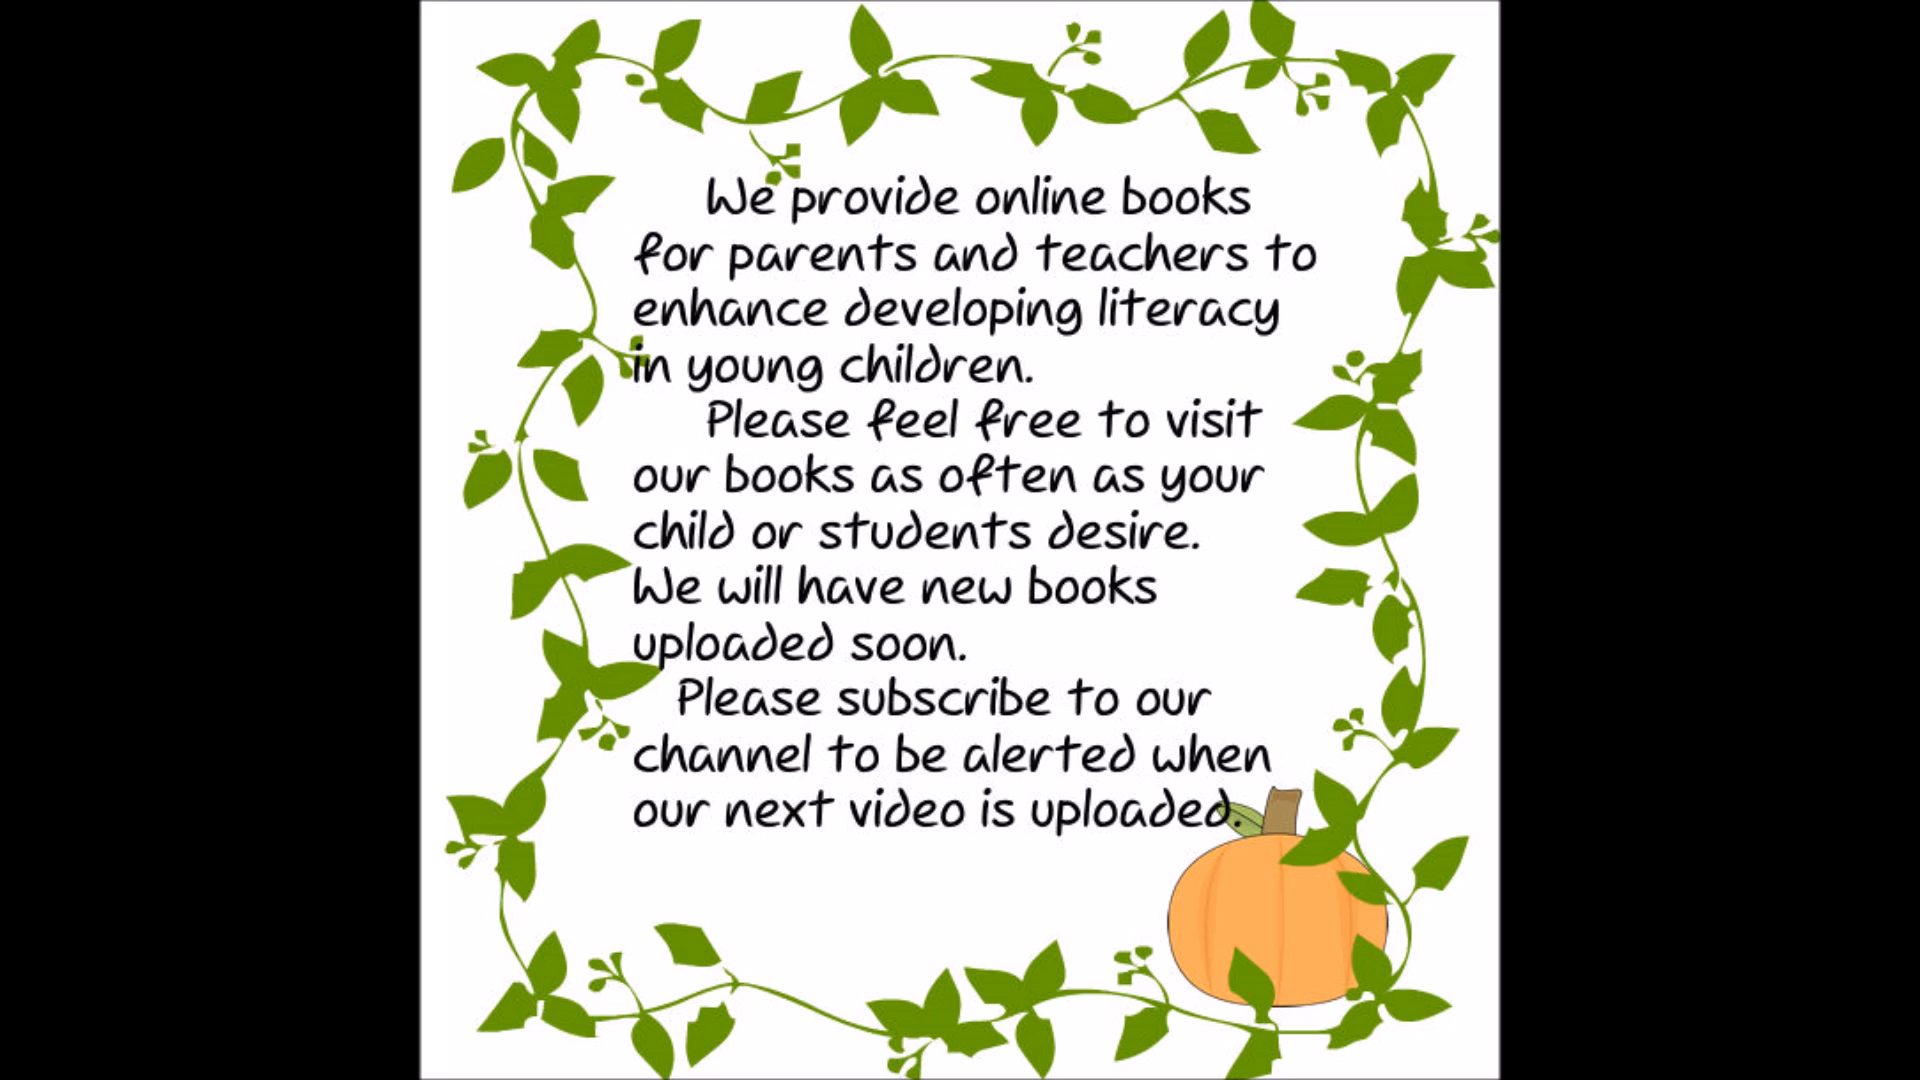 We provide online books
for parents and teachers to
enhance developing literacy
in young children.
Please feel free to visit
our books as often as your
child or students desire.
We will have new books
uploaded soon.
Please subscribe to our
channel to be alerted when
our next video is uploaded.